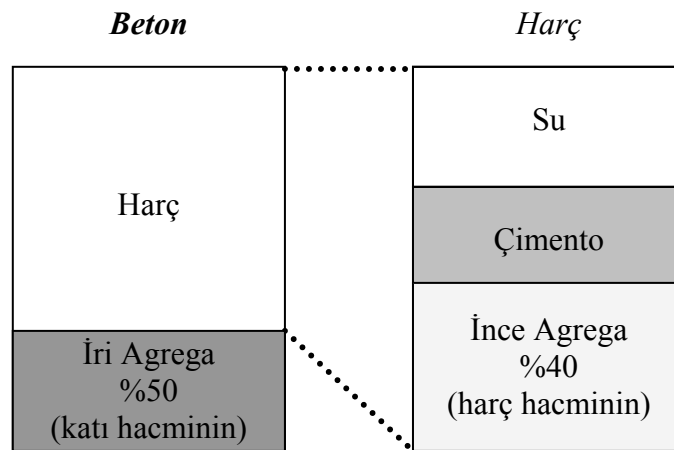 Beton
Harç
Harç
İri Agrega
%50
(katı hacminin)
Su
Çimento
İnce Agrega
%40
(harç hacminin)